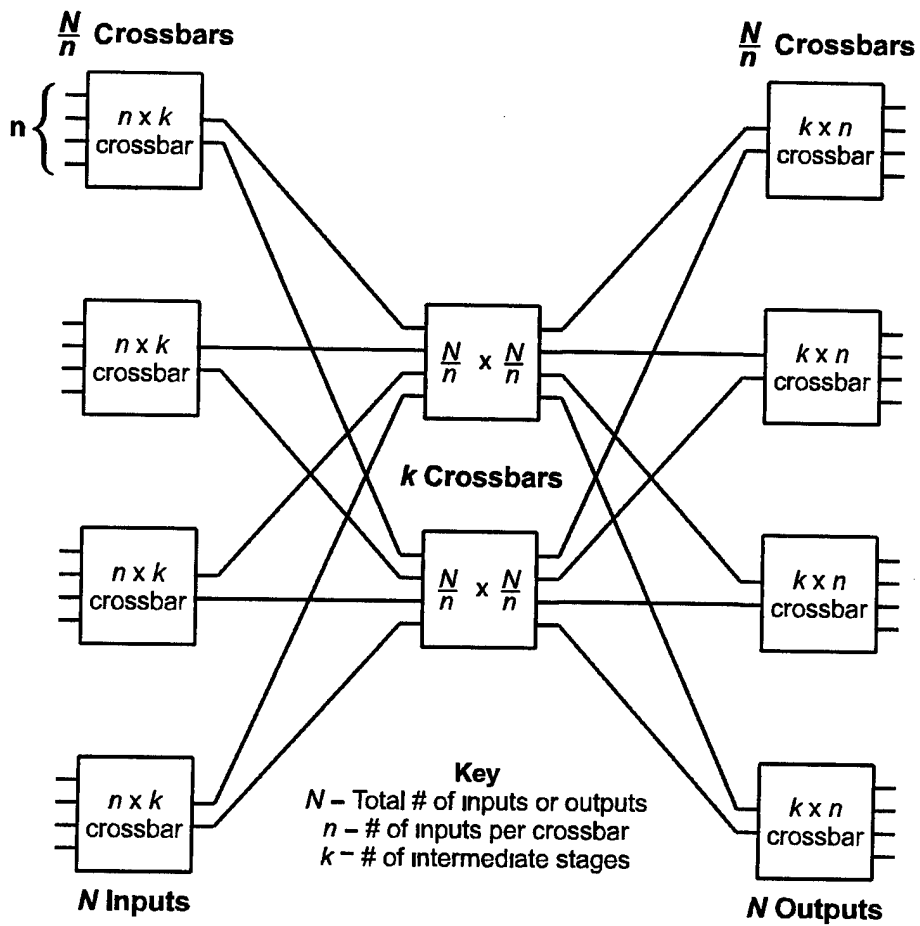 N/n Crossbars
N/n Crossbars
n
n x k
crossbar
k x n
crossbar
n x k
crossbar
N/n x N/n
k x n
crossbar
k Crossbars
n x k
crossbar
N/n x N/n
k x n
crossbar
n x k
crossbar
Key
N – Total # of inputs or outputs
n – # of inputs per crossbar
k – # of intermediate stages
k x n
crossbar
N Inputs
N Outputs